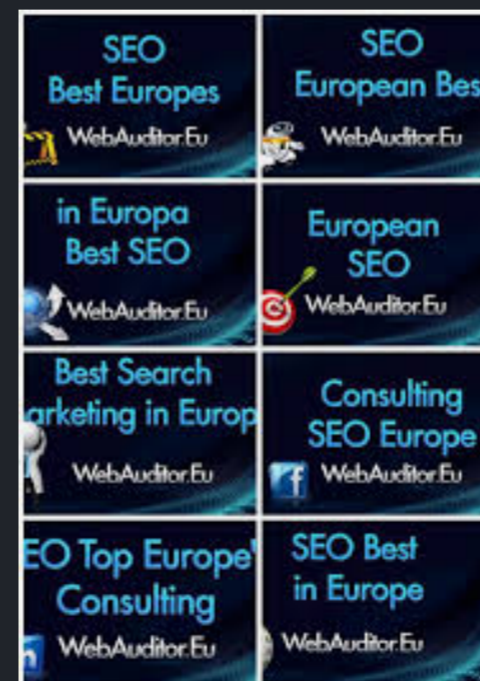 SEO
Best Europes
WebAuditor.Eu
SEO
European Bes
WebAuditor.Eu
in Europa
Best SEO
WebAuditor.Eu
European
SEO
WebAuditor.Eu
Best Search
arketing in Europ
WebAuditor.Eu
Consulting
SEO Europe
WebAuditor.Eu
EO Top Europe'
Consulting
WebAuditor.Eu
SEO Best
in Europe
WebAuditor.Eu